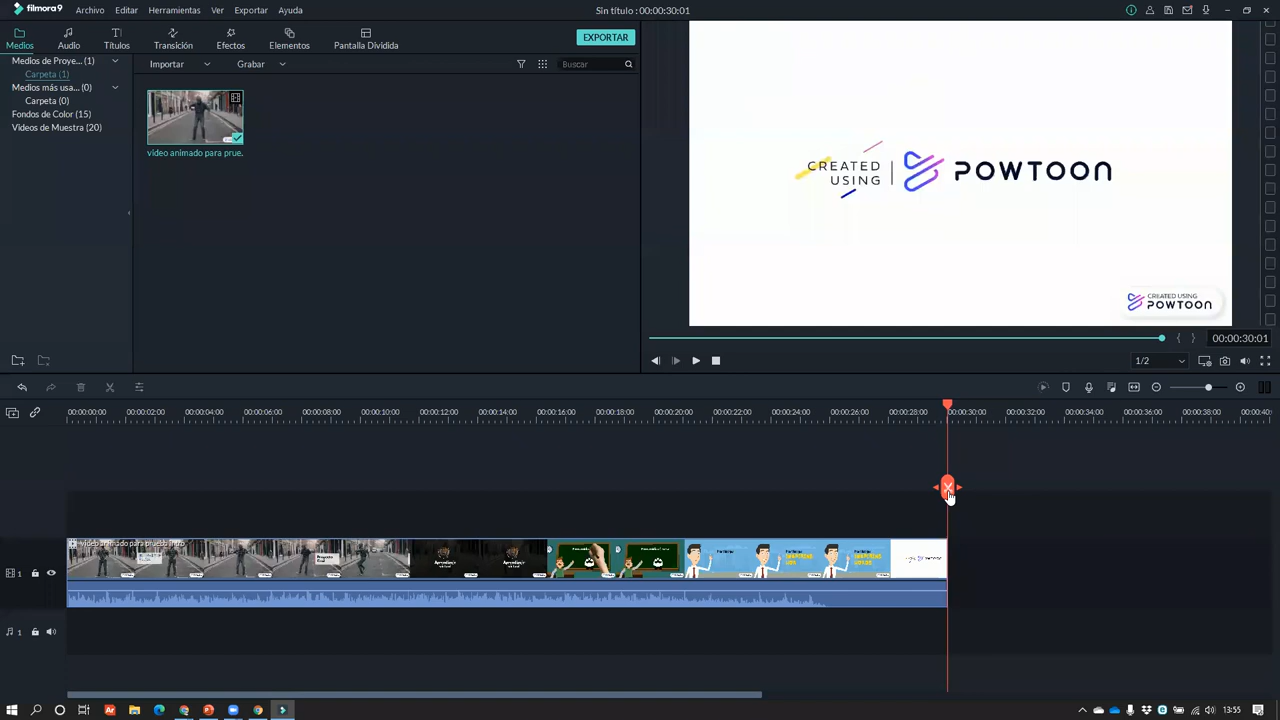 filmora9 Archivo Editar Herramientas Ver Exportar Ayuda Sin título : 00:00:30:01
Medios Audio Títulos Transición Efectos Elementos Pantalla Dividida EXPORTAR
Medios de Proye... (1)
Carpeta (1)
Medios más usa... (0)
Carpeta (0)
Fondos de Color (15)
Videos de Muestra (20)
Importar Grabar Buscar
video animado para prue.
CREATED
USING
POWTOON
CREATED USING
POWTOON
00:00:30:01
1/2
00:00:00:00 00:00:02:00 00:00:04:00 00:00:06:00 00:00:08:00 00:00:10:00 00:00:12:00 00:00:14:00 00:00:16:00 00:00:18:00 00:00:20:00 00:00:22:00 00:00:24:00 00:00:26:00 00:00:28:00 00:00:30:00 00:00:32:00 00:00:34:00 00:00:36:00 00:00:38:00 00:00:40:
video animado para prueba intro
1
1
13:55